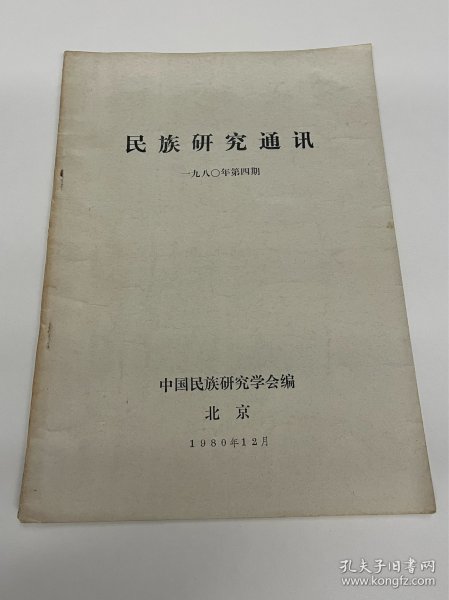 民族研究通讯
一九八〇年第四期
中国民族研究学会编
北京
1980年12月
孔夫子旧书网
www.kongfz.com